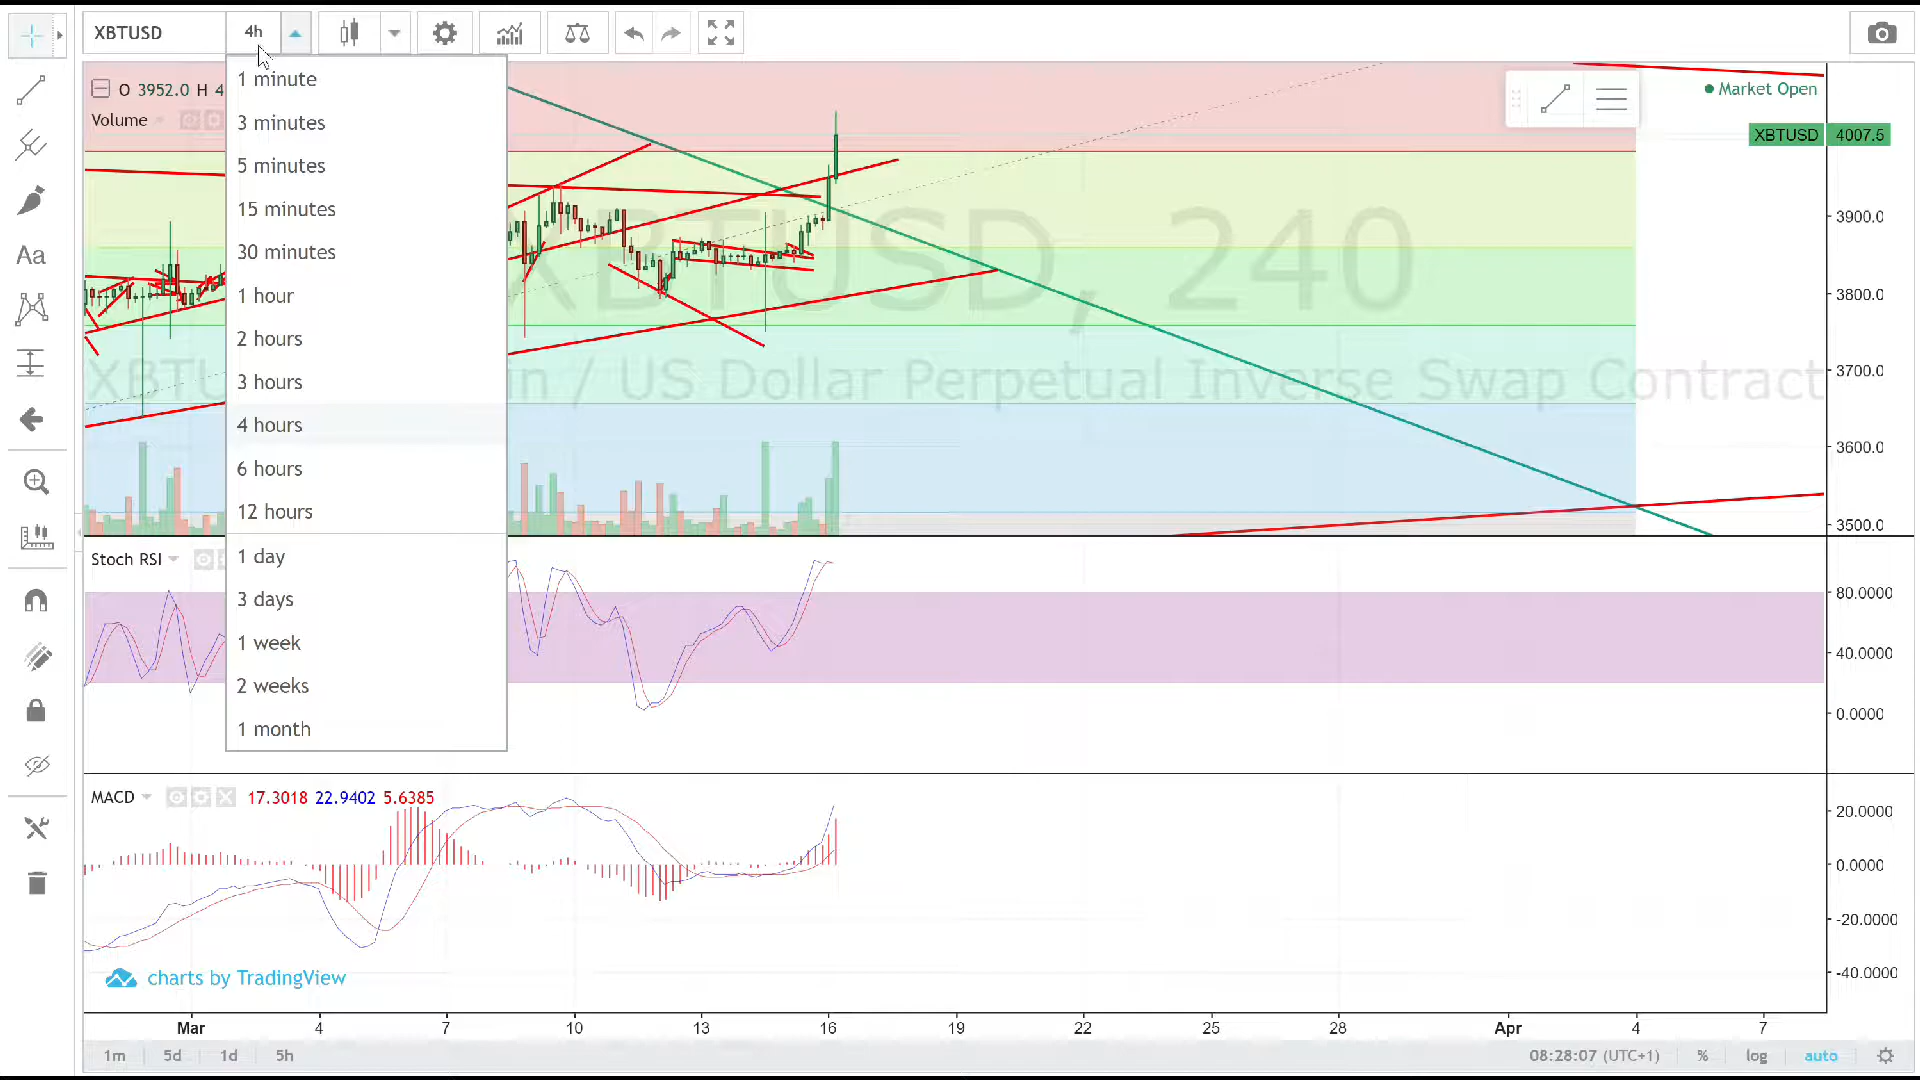 XBTUSD 4h
1 minute
O 3952.0 H 4
Market Open
Volume
3 minutes
XBTUSD 4007.5
5 minutes
15 minutes
3900.0
30 minutes
XBTUSD, 240
1 hour
3800.0
2 hours
3700.0
3 hours
XBTU in / US Dollar Perpetual Inverse Swap Contract
4 hours
3600.0
6 hours
12 hours
3500.0
1 day
Stoch RSI
80.0000
3 days
1 week
40.0000
2 weeks
0.0000
1 month
MACD 17.3018 22.9402 5.6385
20.0000
0.0000
-20.0000
-40.0000
charts by TradingView
Mar 4 7 10 13 16 19 22 25 28 Apr 4 7
1m 5d 1d 5h 08:28:07 (UTC+1) % log auto
Aa